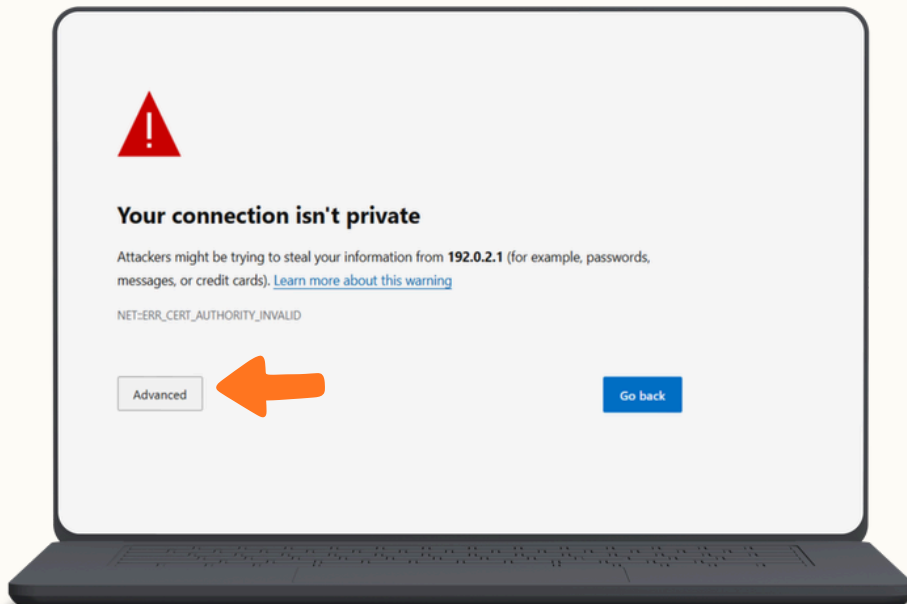 Your connection isn't private
Attackers might be trying to steal your information from 192.0.2.1 (for example, passwords,
messages, or credit cards). Learn more about this warning
NET::ERR_CERT_AUTHORITY_INVALID
Advanced
Go back